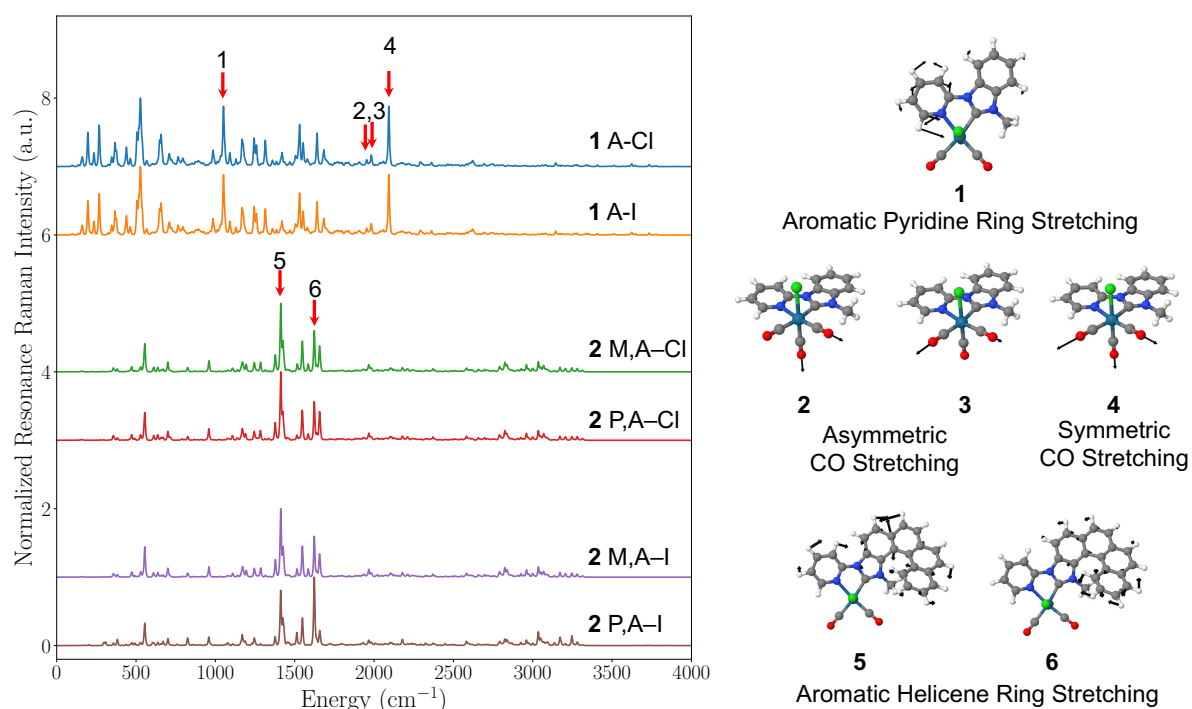 Normalized Resonance Raman Intensity (a.u.)
8
6
4
2
0
1
2,3
4
1 A-Cl
1 A-I
5
6
2 M,A–Cl
2 P,A–Cl
2 M,A–I
2 P,A–I
0 500 1000 1500 2000 2500 3000 3500 4000
Energy (cm⁻¹)
1
Aromatic Pyridine Ring Stretching
2 3 4
Asymmetric
CO Stretching
Symmetric
CO Stretching
5 6
Aromatic Helicene Ring Stretching